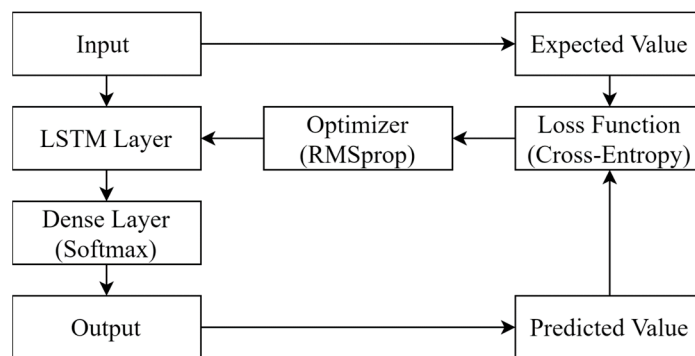 Input
Expected Value
LSTM Layer
Optimizer
(RMSprop)
Loss Function
(Cross-Entropy)
Dense Layer
(Softmax)
Output
Predicted Value